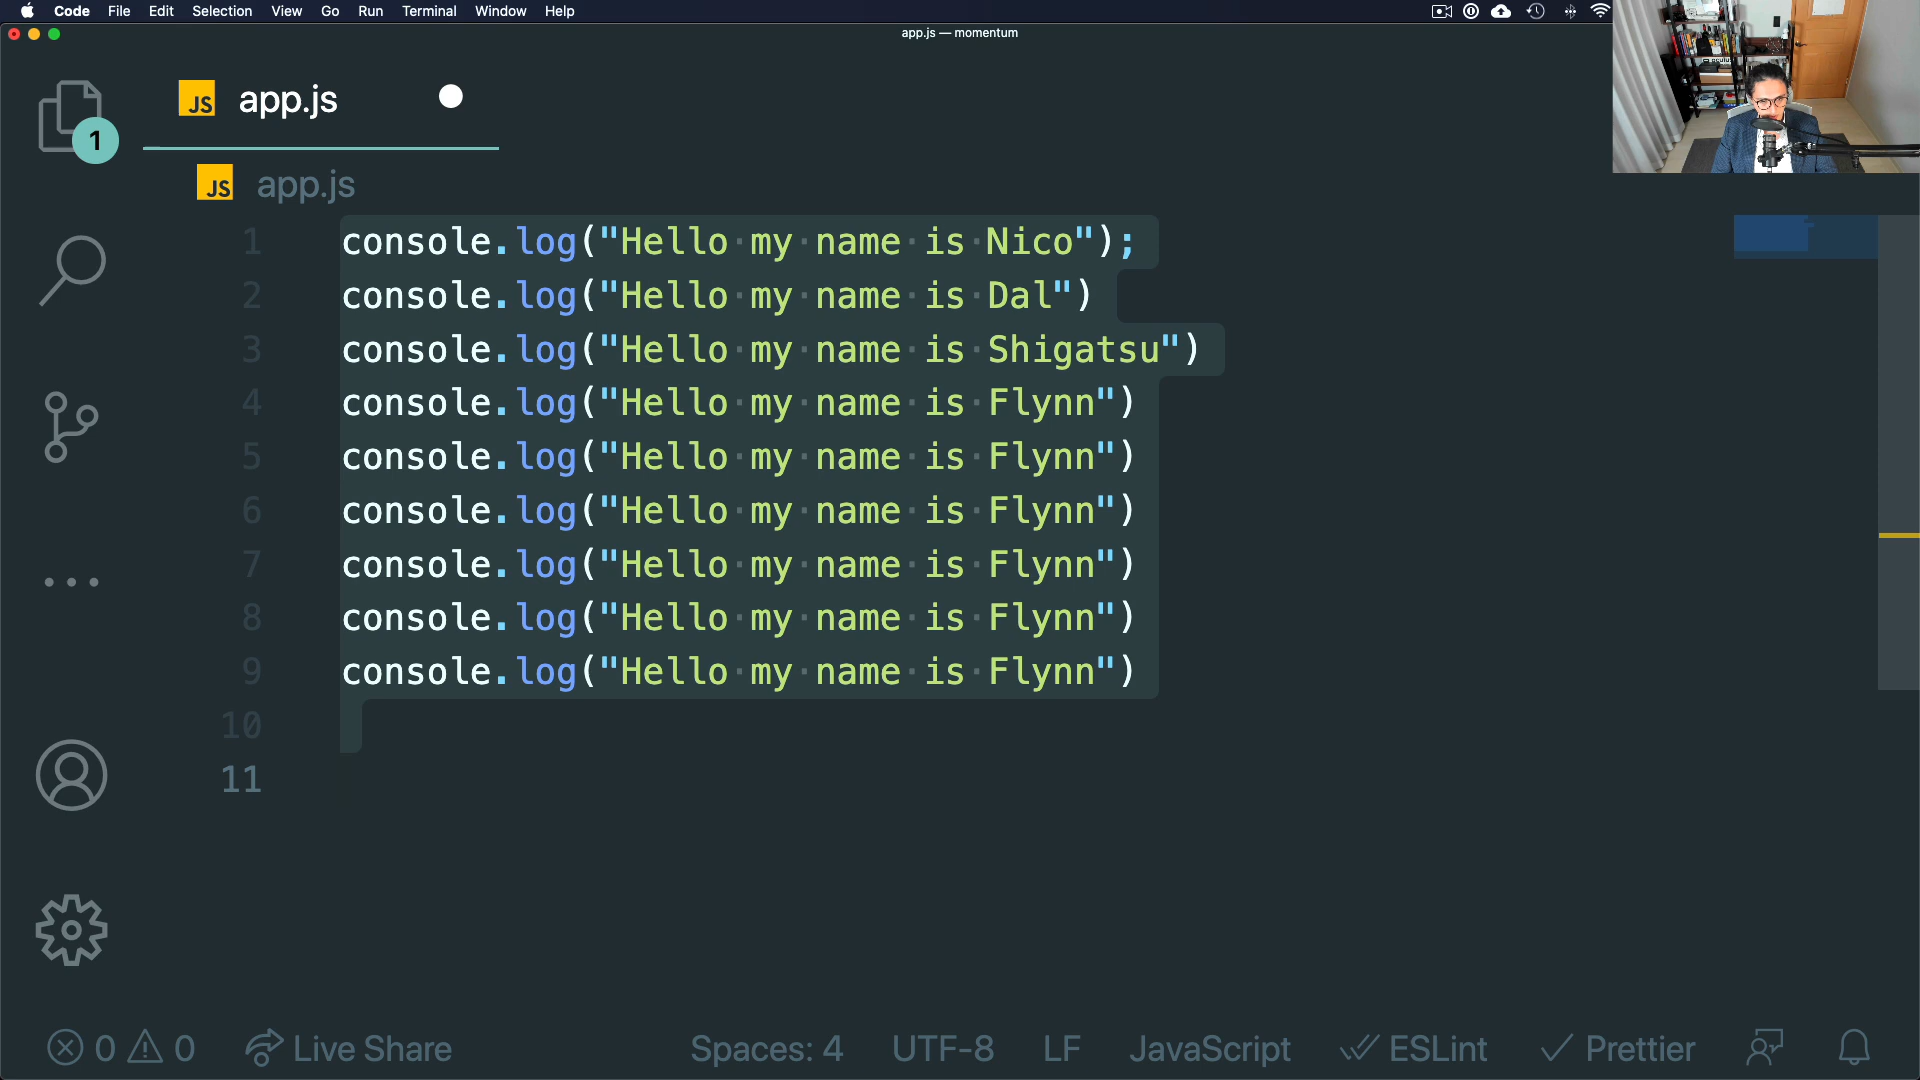 Code File Edit Selection View Go Run Terminal Window Help
app.js — momentum
1
JS app.js
JS app.js
1 console.log("Hello my name is Nico");
2 console.log("Hello my name is Dal")
3 console.log("Hello my name is Shigatsu")
4 console.log("Hello my name is Flynn")
5 console.log("Hello my name is Flynn")
6 console.log("Hello my name is Flynn")
7 console.log("Hello my name is Flynn")
8 console.log("Hello my name is Flynn")
9 console.log("Hello my name is Flynn")
10
11
0 0 Live Share Spaces: 4 UTF-8 LF JavaScript ESLint Prettier